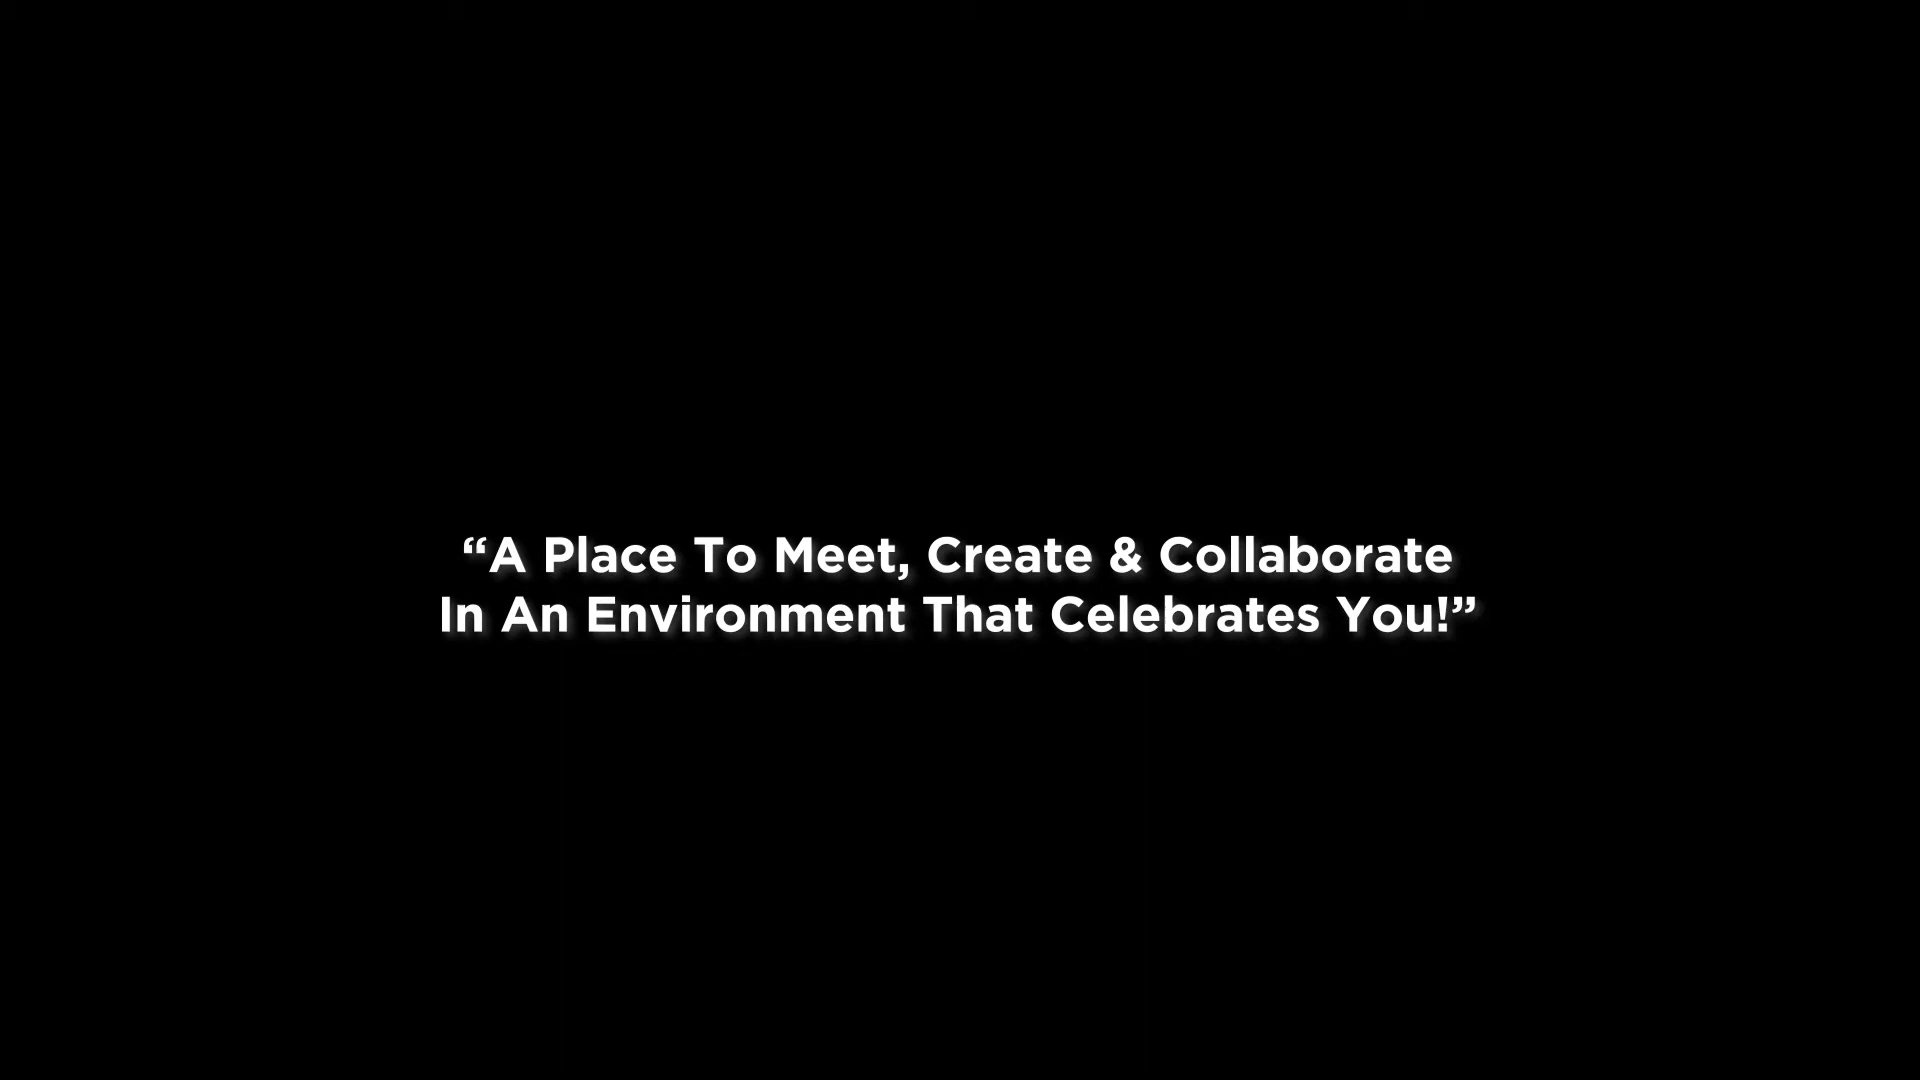 “A Place To Meet, Create & Collaborate
In An Environment That Celebrates You!”